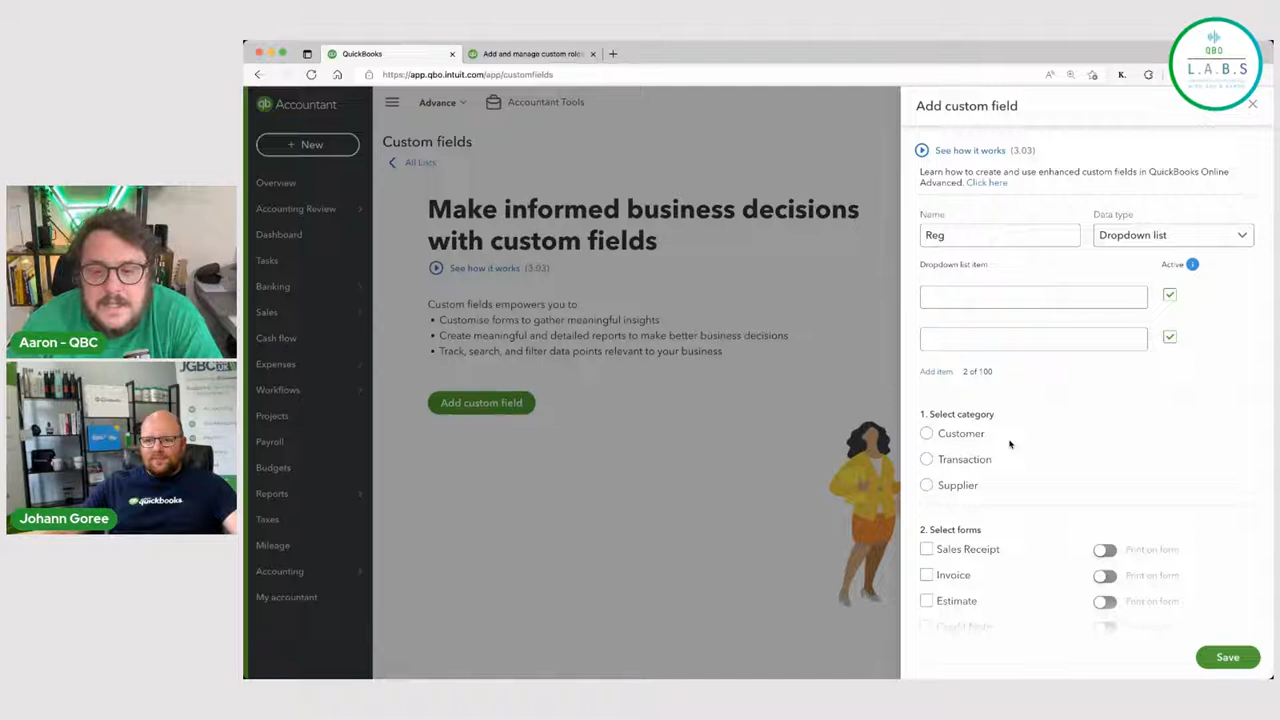 QuickBooks
Add and manage custom role
https://app.qbo.intuit.com/app/customfields
K.
QBO
L.A.B.S
qb Accountant
Advance
Accountant Tools
+ New
Overview
Accounting Review
Dashboard
Tasks
Banking
Sales
Cash flow
Expenses
Workflows
Projects
Payroll
Budgets
Reports
Taxes
Mileage
Accounting
My accountant
Custom fields
All Lists
Make informed business decisions
with custom fields
See how it works (3.03)
Custom fields empowers you to
• Customise forms to gather meaningful insights
• Create meaningful and detailed reports to make better business decisions
• Track, search, and filter data points relevant to your business
Add custom field
Add custom field
See how it works (3.03)
Learn how to create and use enhanced custom fields in QuickBooks
Online Advanced. Click here
Name
Data type
Reg
Dropdown list
Dropdown list item
Active
Add item 2 of 100
1. Select category
Customer
Transaction
Supplier
2. Select forms
Sales Receipt
Print on form
Invoice
Print on form
Estimate
Print on form
Credit Note
Save
Aaron - QBC
JGBC
quickbooks
Johann Goree